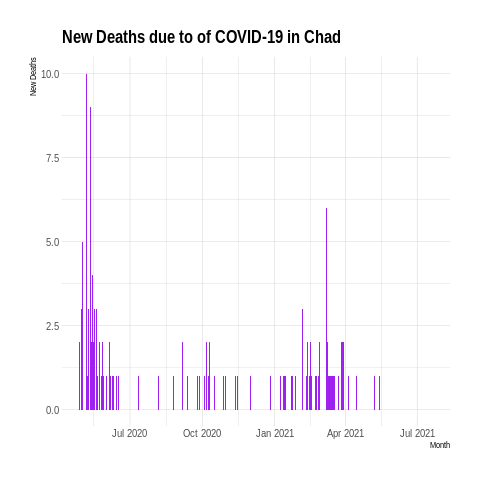 New Deaths due to of COVID-19 in Chad
New Deaths
10.0
7.5
5.0
2.5
0.0
Jul 2020 Oct 2020 Jan 2021 Apr 2021 Jul 2021
Month